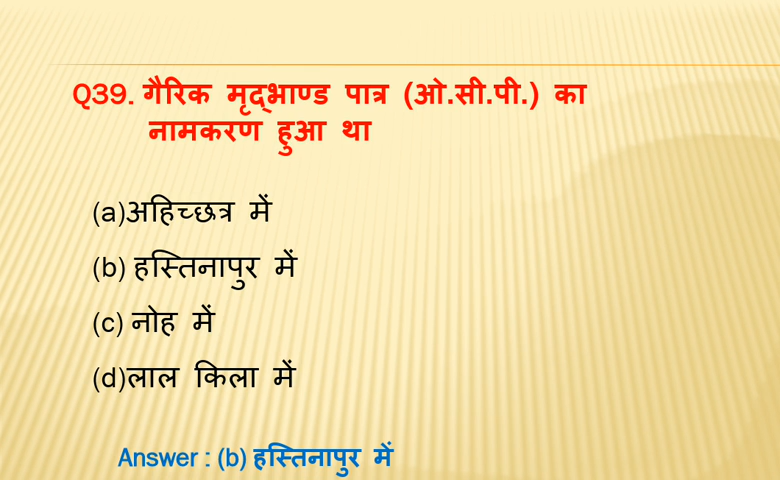 Q39. गैरिक मृद्भाण्ड पात्र (ओ.सी.पी.) का
नामकरण हुआ था
(a)अहिच्छत्र में
(b) हस्तिनापुर में
(c) नोह में
(d)लाल किला में
Answer : (b) हस्तिनापुर में